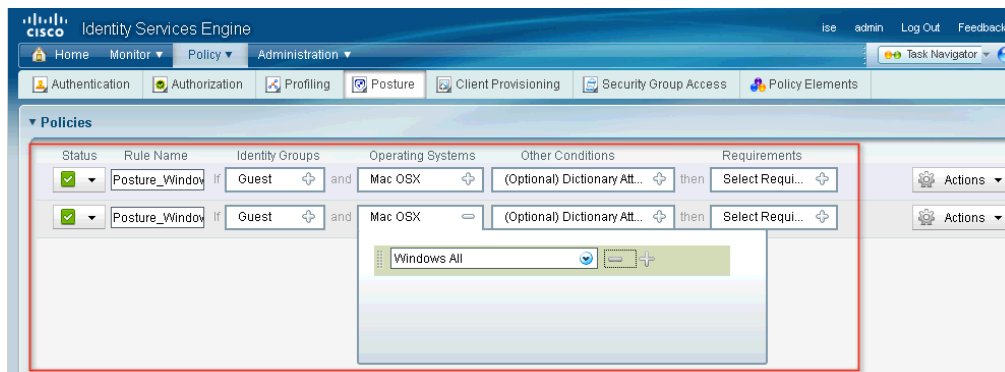 cisco Identity Services Engine ise admin Log Out Feedback
Home Monitor Policy Administration Task Navigator
Authentication Authorization Profiling Posture Client Provisioning Security Group Access Policy Elements
Policies
Status Rule Name Identity Groups Operating Systems Other Conditions Requirements
Posture_Window If Guest and Mac OSX (Optional) Dictionary Att... then Select Requi... Actions
Posture_Window If Guest and Mac OSX (Optional) Dictionary Att... then Select Requi... Actions
Windows All